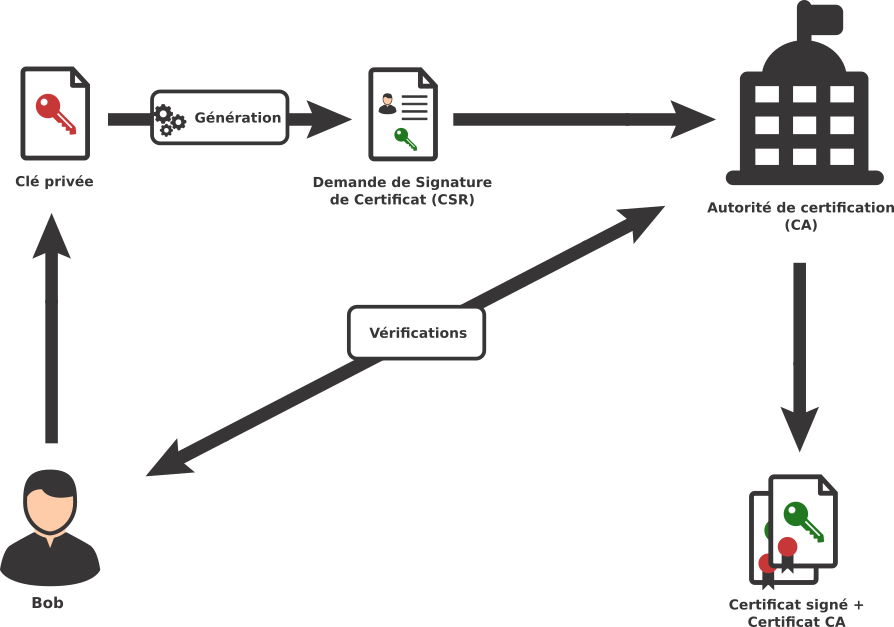 Génération
Clé privée
Demande de Signature
de Certificat (CSR)
Autorité de certification
(CA)
Vérifications
Bob
Certificat signé +
Certificat CA